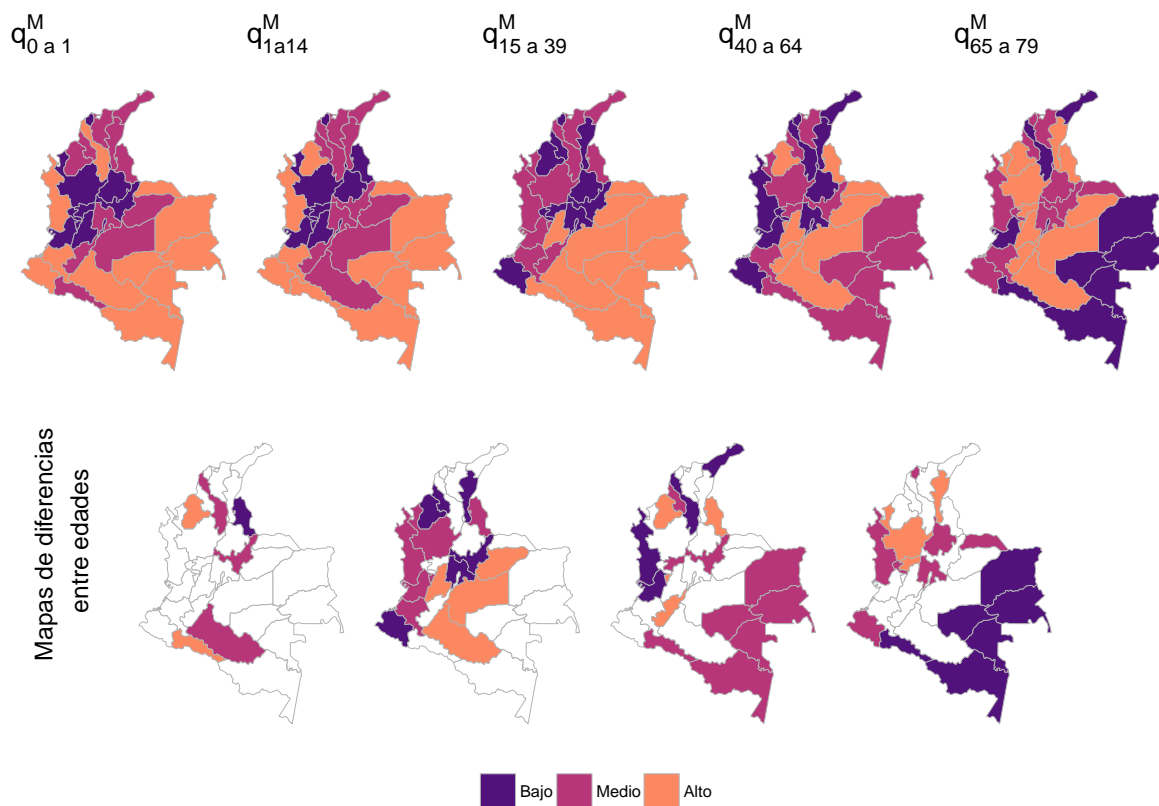 q^M_0 a 1
q^M_1a14
q^M_15 a 39
q^M_40 a 64
q^M_65 a 79
Mapas de diferencias
entre edades
Bajo
Medio
Alto